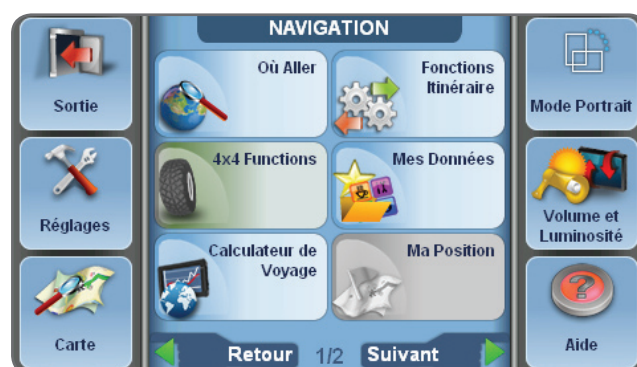 NAVIGATION
Sortie
Où Aller
Fonctions
Itinéraire
Mode Portrait
Réglages
4x4 Functions
Mes Données
Volume et
Luminosité
Carte
Calculateur de
Voyage
Ma Position
Aide
Retour 1/2 Suivant